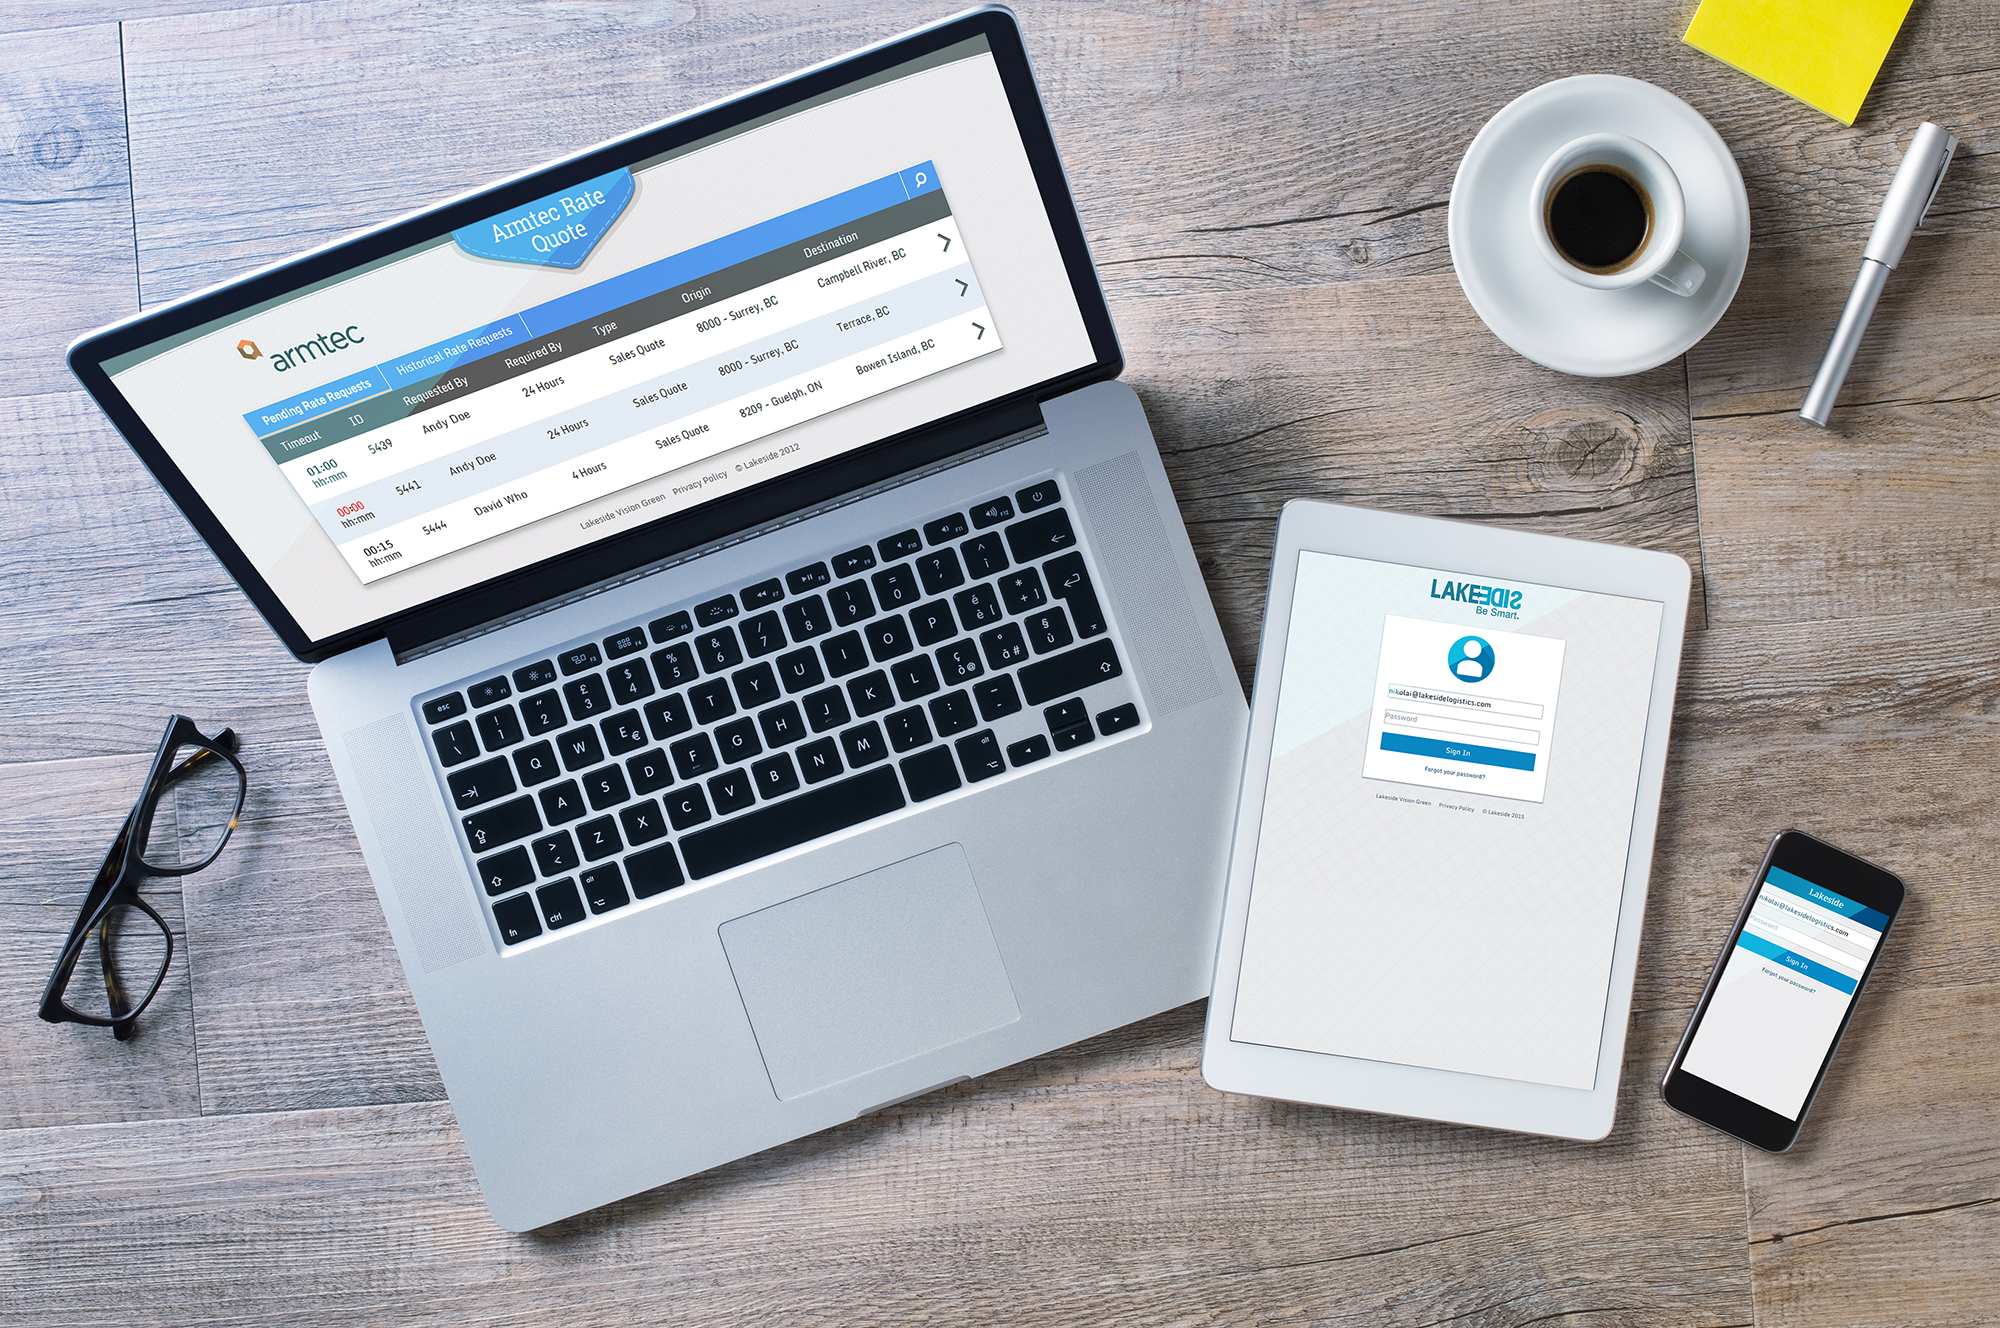 Armtec Rate
Quote
armtec
Pending Rate Requests
Historical Rate Requests
Timeout ID Requested By Required By Type Origin Destination
01:00 5439 Andy Doe 24 Hours Sales Quote 8000 - Surrey, BC Campbell River, BC
hh:mm
00:00 5441 Andy Doe 24 Hours Sales Quote 8000 - Surrey, BC Terrace, BC
hh:mm
00:15 5444 David Who 4 Hours Sales Quote 8209 - Guelph, ON Bowen Island, BC
hh:mm
Lakeside Vision Green Privacy Policy © Lakeside 2012
esc F1 F2 F3 F4 F5 F6 F7 F8 F9 F10 F11 F12
| \ ! 1 " 2 £ 3 $ 4 % 5 & 6 / 7 ( 8 ) 9 = 0 ? ' ^ ì
Q W E € R T Y U I O P é è [ * + ]
A S D F G H J K L ç ò @ ° à # § ù
> < Z X C V B N M ; , : . _ -
fn ctrl alt alt
LAKESIDE
Be Smart.
nikolai@lakesidelogistics.com
Password
Sign In
Forgot your password?
Lakeside Vision Green Privacy Policy © Lakeside 2015
Lakeside
nikolai@lakesidelogistics.com
Password
Sign In
Forgot your password?